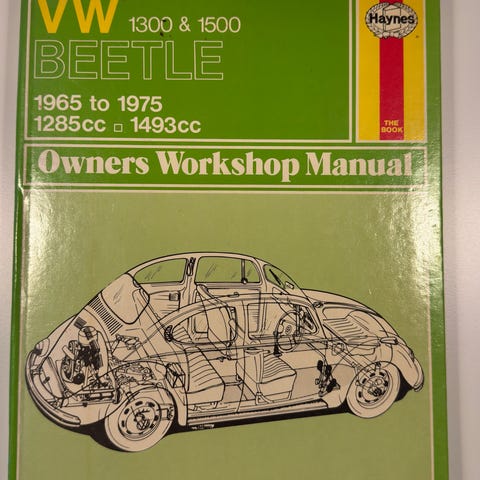 VW 1300 & 1500
BEETLE
1965 to 1975
1285cc □ 1493cc
Haynes
THE
BOOK
Owners Workshop Manual